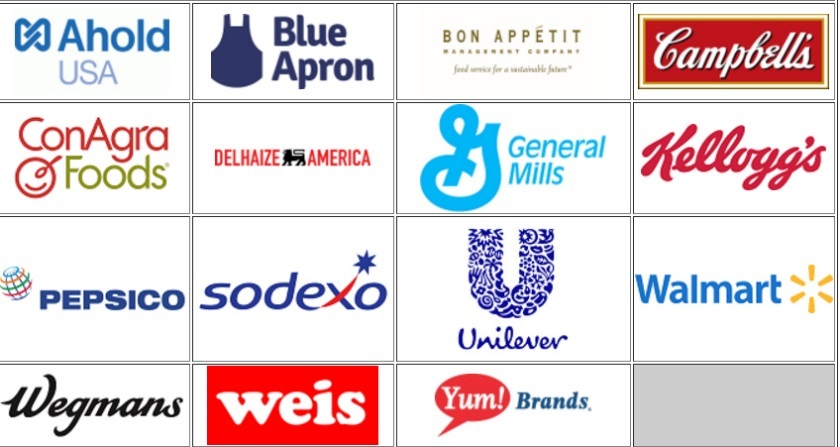 Ahold
USA
Blue
Apron
BON APPÉTIT
MANAGEMENT COMPANY
food service for a sustainable future®
Campbell's
ConAgra
Foods®
DELHAIZE AMERICA
General
Mills
Kellogg's
PEPSICO
sodexo
Unilever
Walmart
Wegmans
weis
Yum! Brands